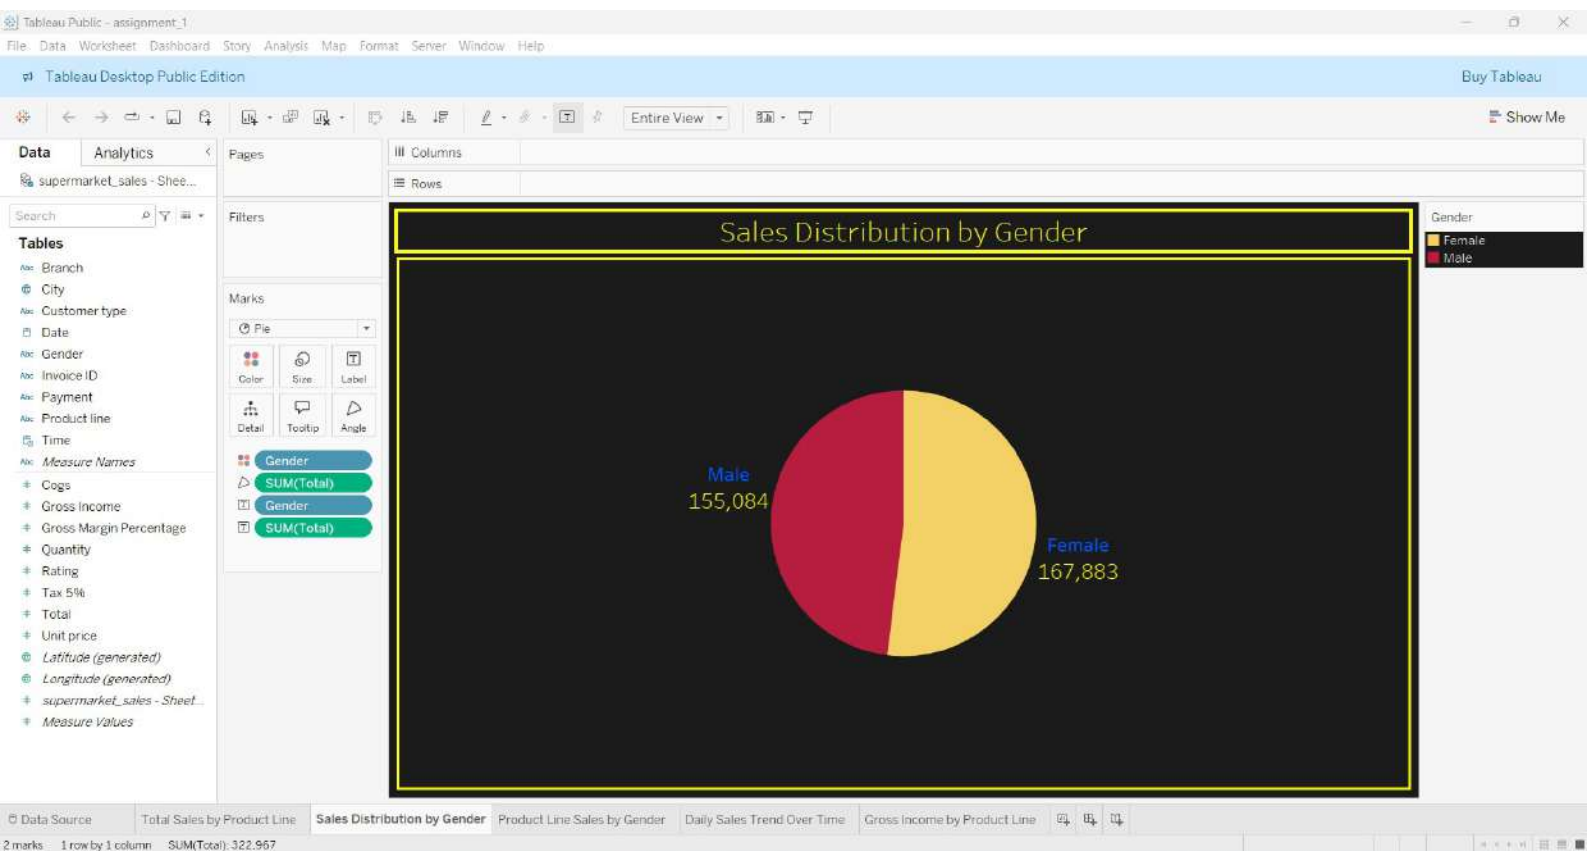 Tableau Public - assignment_1
File Data Worksheet Dashboard Story Analysis Map Format Server Window Help
Tableau Desktop Public Edition
Buy Tableau
Entire View
Show Me
Data Analytics
supermarket_sales - Shee...
Search
Tables
Abc Branch
City
Abc Customer type
Date
Abc Gender
Abc Invoice ID
Abc Payment
Abc Product line
Time
Abc Measure Names
# Cogs
# Gross Income
# Gross Margin Percentage
# Quantity
# Rating
# Tax 5%
# Total
# Unit price
Latitude (generated)
Longitude (generated)
# supermarket_sales - Sheet...
# Measure Values
Pages
Filters
Marks
Pie
Color Size Label
Detail Tooltip Angle
Gender
SUM(Total)
T Gender
T SUM(Total)
Columns
Rows
Sales Distribution by Gender
Male
155,084
Female
167,883
Gender
Female
Male
Data Source Total Sales by Product Line Sales Distribution by Gender Product Line Sales by Gender Daily Sales Trend Over Time Gross Income by Product Line
2 marks 1 row by 1 column SUM(Total): 322,967